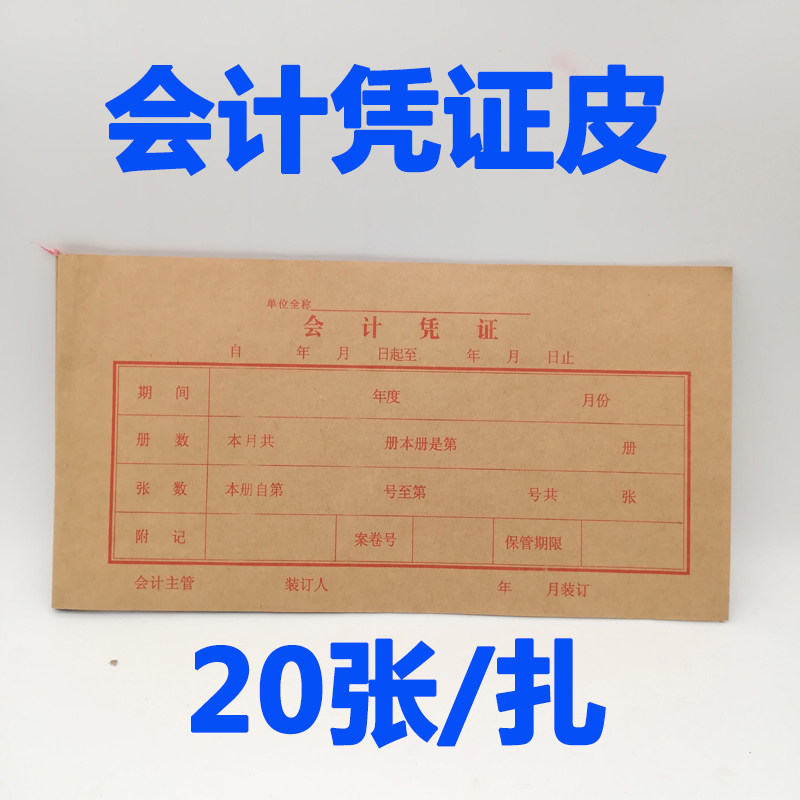 会计凭证皮
单位全称
会 计 凭 证
自 年 月 日起至 年 月 日止
期 间 年度 月份
册 数 本月共 册本册是第 册
张 数 本册自第 号至第 号共 张
附 记 案卷号 保管期限
会计主管 装订人 年 月装订
20张/扎